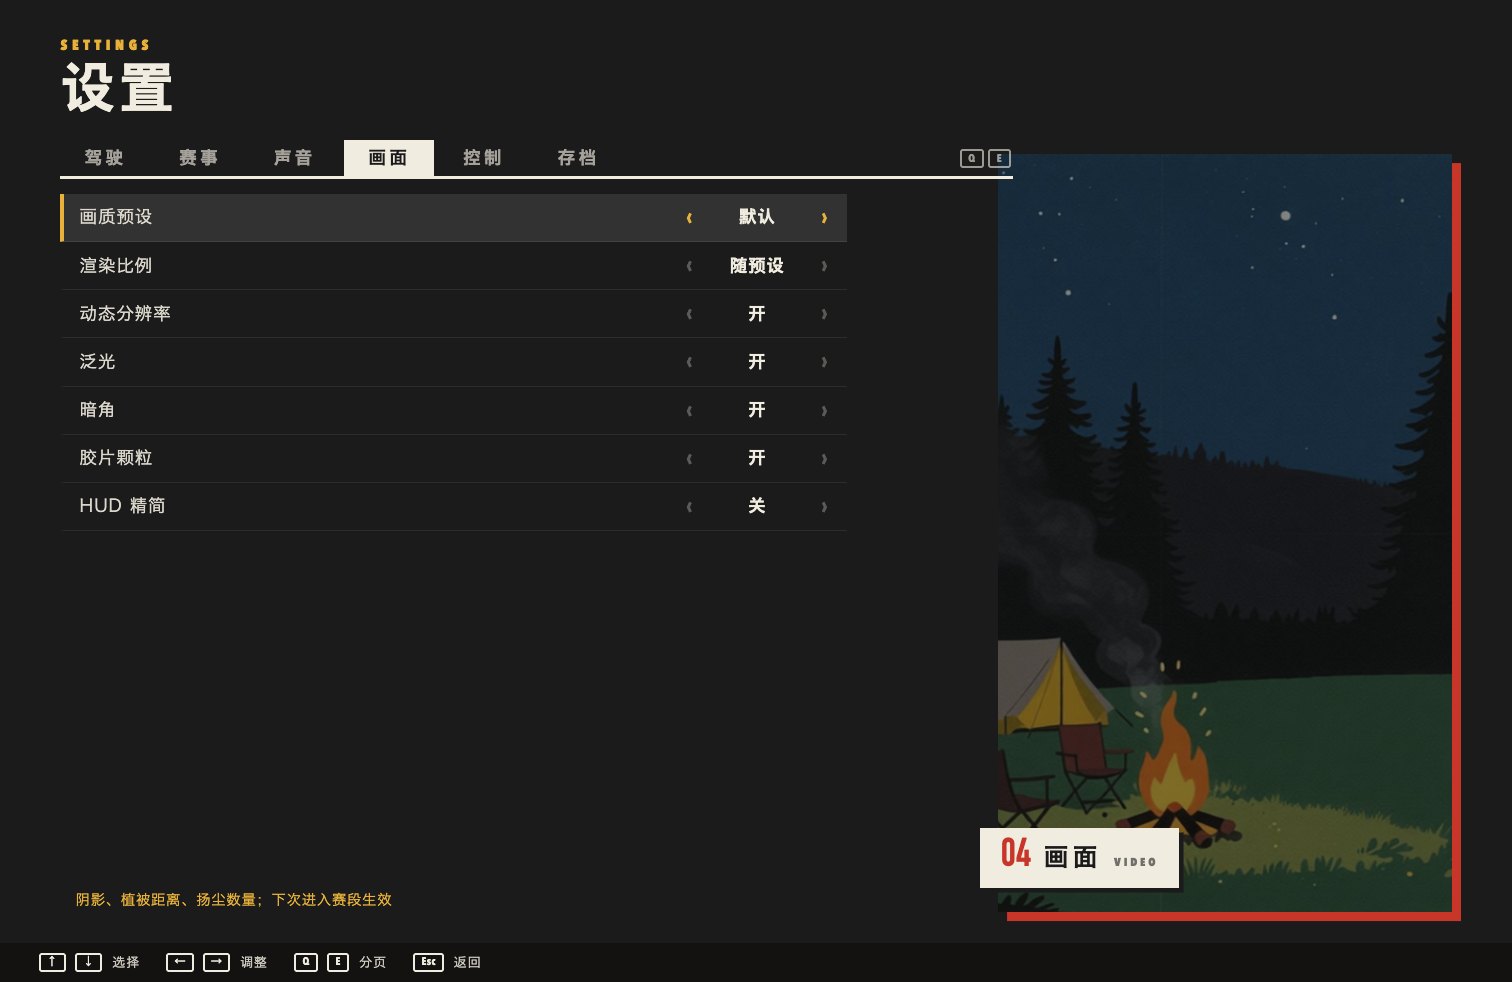 SETTINGS
设置
驾驶 赛事 声音 画面 控制 存档 Q E
画质预设 ‹ 默认 ›
渲染比例 ‹ 随预设 ›
动态分辨率 ‹ 开 ›
泛光 ‹ 开 ›
暗角 ‹ 开 ›
胶片颗粒 ‹ 开 ›
HUD 精简 ‹ 关 ›
04 画面 VIDEO
阴影、植被距离、扬尘数量；下次进入赛段生效
↑ ↓ 选择 ← → 调整 Q E 分页 Esc 返回